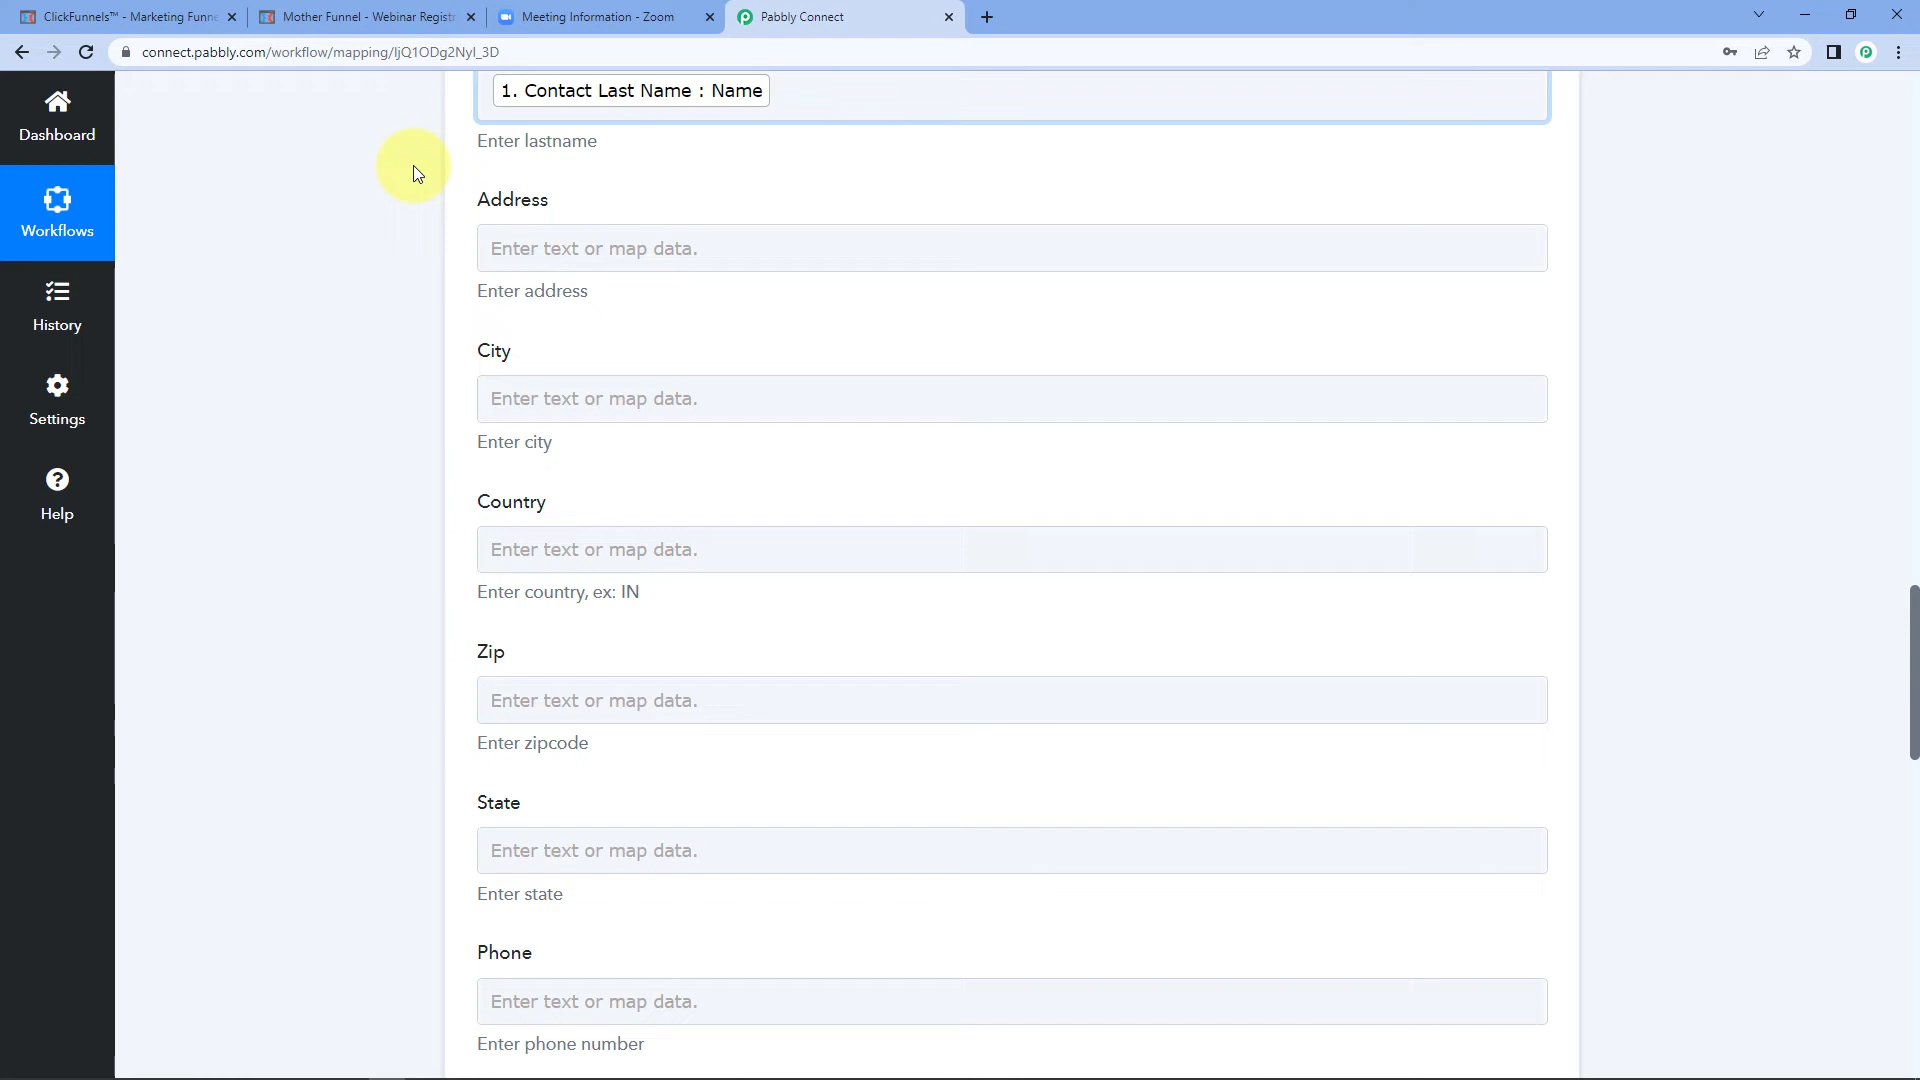 ClickFunnels™ - Marketing Funne
Mother Funnel - Webinar Registr
Meeting Information - Zoom
Pabbly Connect
connect.pabbly.com/workflow/mapping/IjQ1ODg2NyI_3D
Dashboard
Workflows
History
Settings
Help
1. Contact Last Name : Name
Enter lastname
Address
Enter text or map data.
Enter address
City
Enter text or map data.
Enter city
Country
Enter text or map data.
Enter country, ex: IN
Zip
Enter text or map data.
Enter zipcode
State
Enter text or map data.
Enter state
Phone
Enter text or map data.
Enter phone number